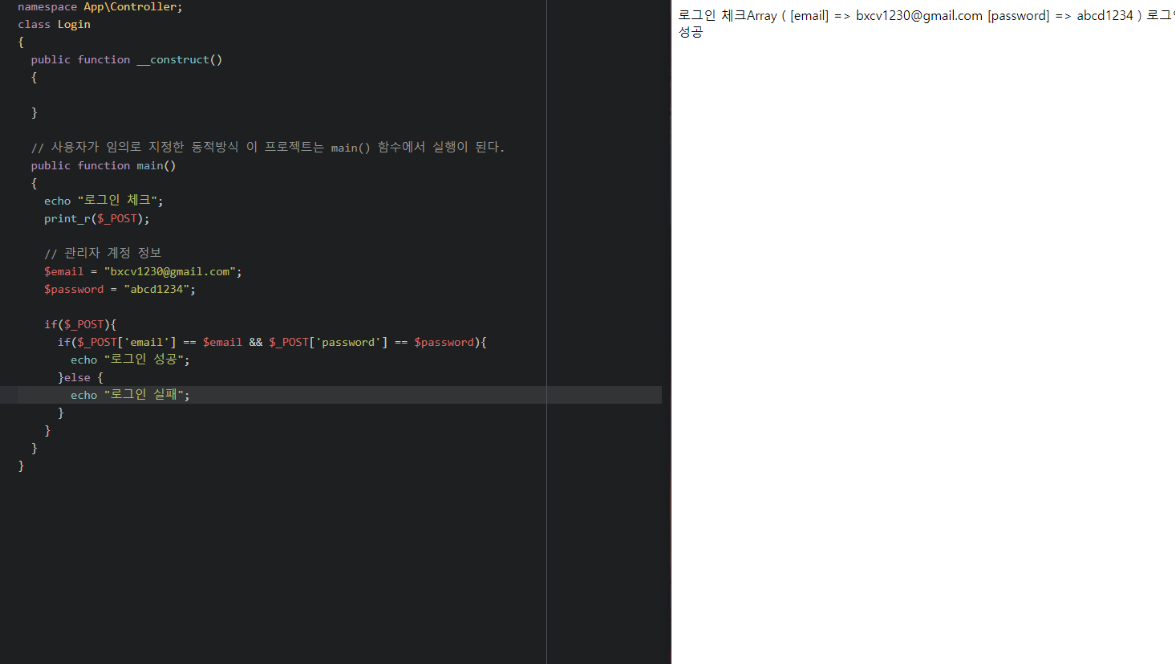 namespace App\Controller;
class Login
{
public function __construct()
{
}
// 사용자가 임의로 지정한 동적방식 이 프로젝트는 main() 함수에서 실행이 된다.
public function main()
{
echo "로그인 체크";
print_r($_POST);
// 관리자 계정 정보
$email = "bxcv1230@gmail.com";
$password = "abcd1234";
if($_POST){
if($_POST['email'] == $email && $_POST['password'] == $password){
echo "로그인 성공";
}else {
echo "로그인 실패";
}
}
}
}
로그인 체크Array ( [email] => bxcv1230@gmail.com [password] => abcd1234 ) 로그
성공